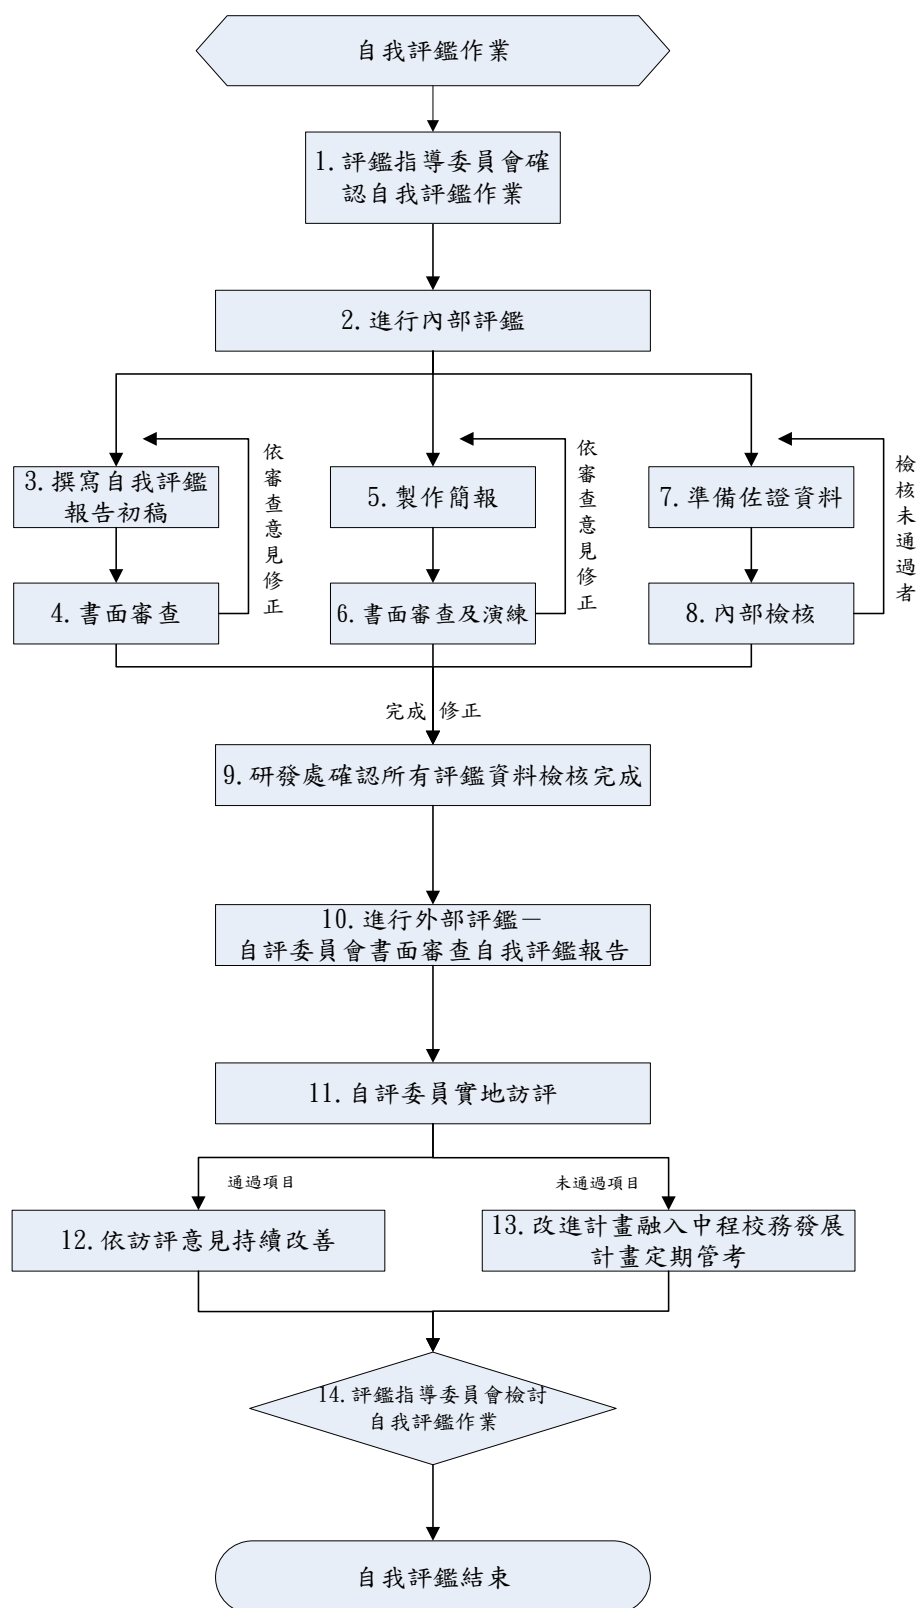 自我評鑑作業
1.評鑑指導委員會確
認自我評鑑作業
2.進行內部評鑑
3.撰寫自我評鑑
報告初稿
4.書面審查
依審查意見修正
5.製作簡報
6.書面審查及演練
依審查意見修正
7.準備佐證資料
8.內部檢核
檢核未通過者
完成修正
9.研發處確認所有評鑑資料檢核完成
10.進行外部評鑑－
自評委員會書面審查自我評鑑報告
11.自評委員實地訪評
通過項目
未通過項目
12.依訪評意見持續改善
13.改進計畫融入中程校務發展
計畫定期管考
14.評鑑指導委員會檢討
自我評鑑作業
自我評鑑結束